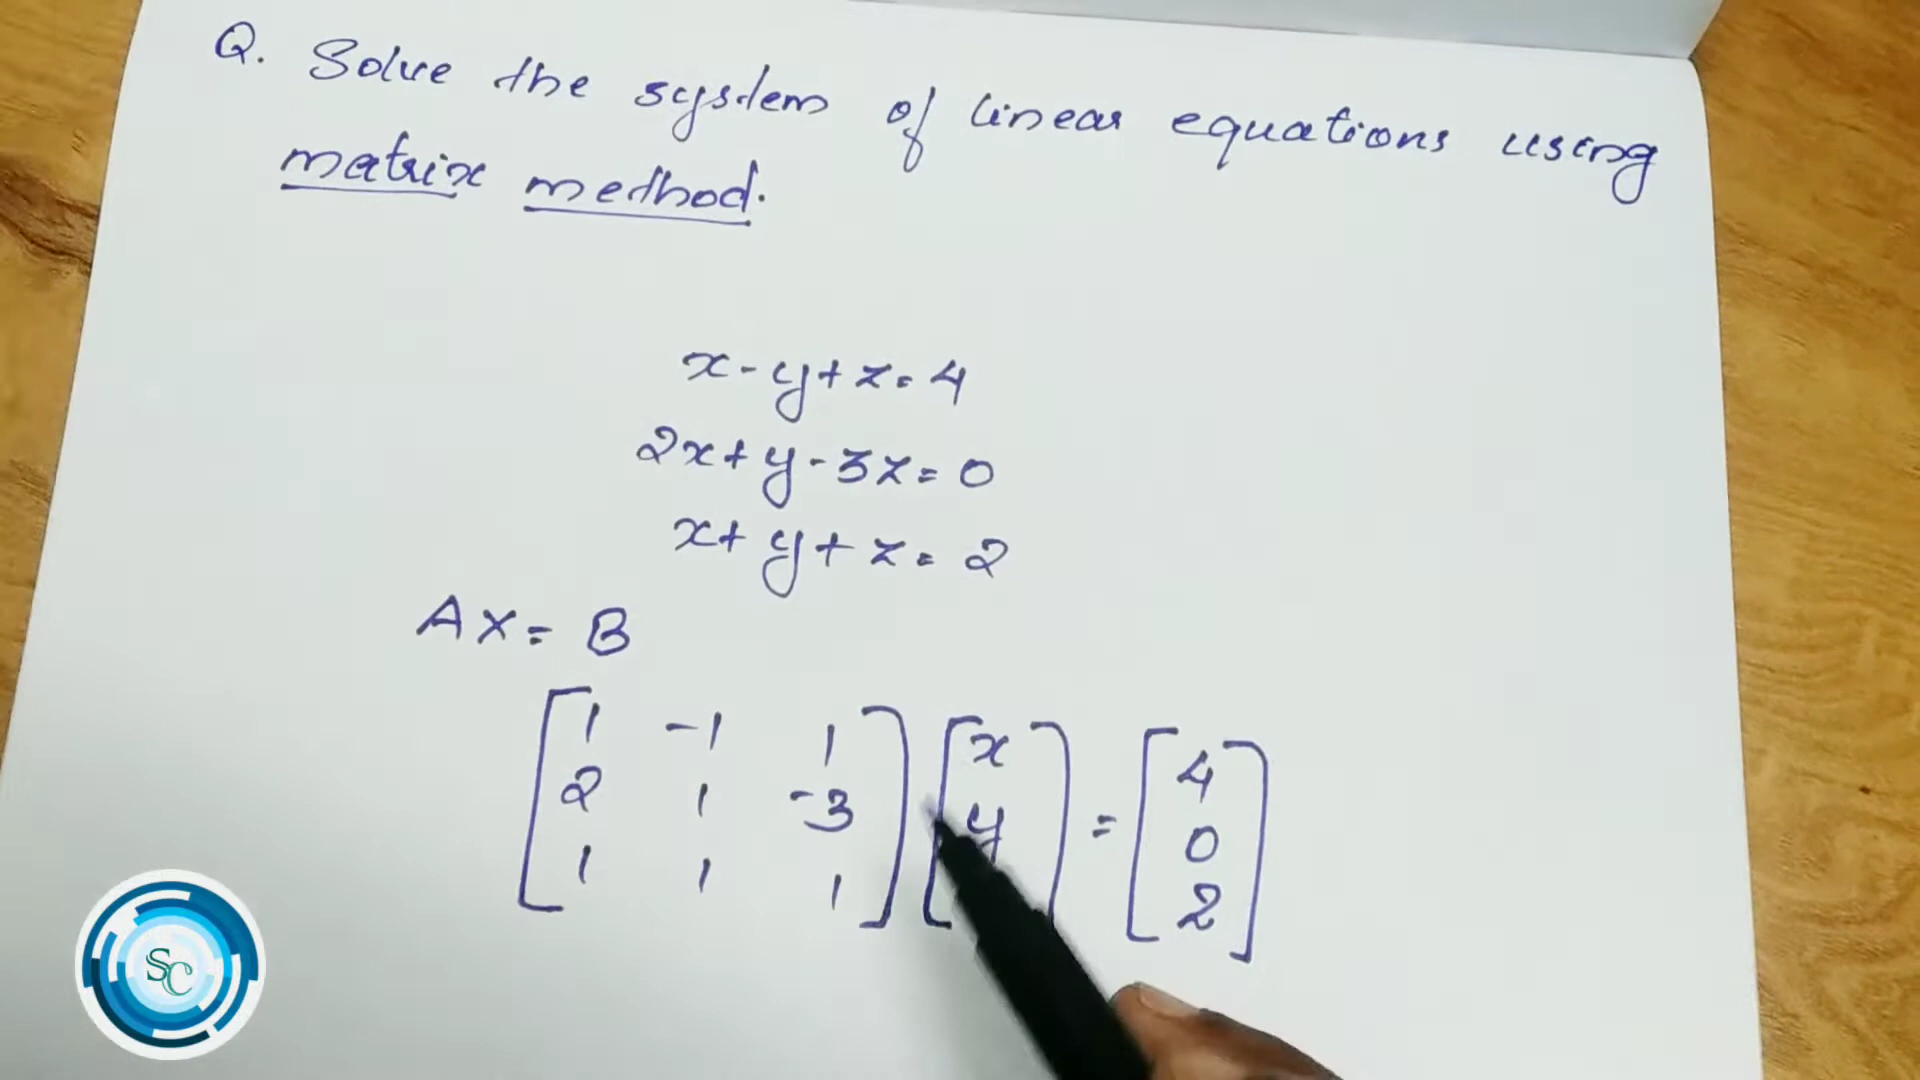 Q. Solve the system of linear equations using
matrix method.
x - y + z = 4
2x + y - 3z = 0
x + y + z = 2
AX = B
[1 -1 1] [x] = [4]
[2 1 -3] [y] [0]
[1 1 1] [2]
SC